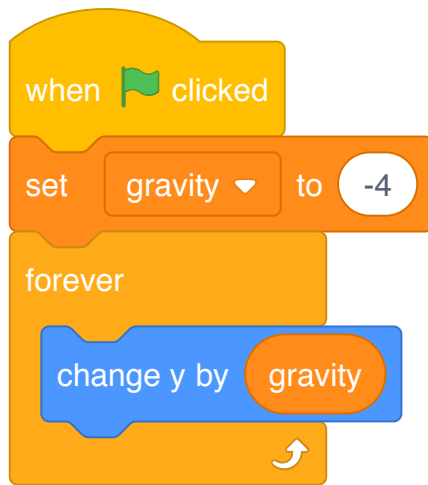 when clicked
set gravity to -4
forever
change y by gravity